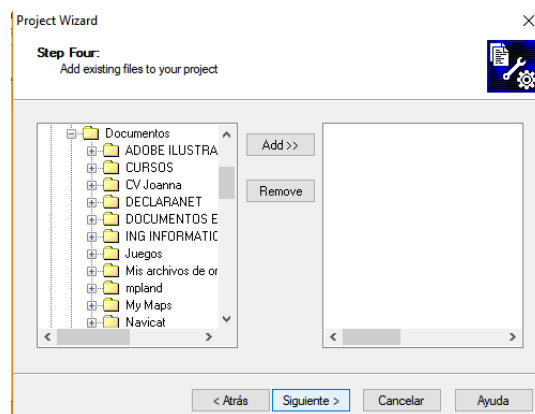 Project Wizard
Step Four:
Add existing files to your project
Documentos
ADOBE ILUSTRA
CURSOS
CV Joanna
DECLARANET
DOCUMENTOS E
ING INFORMATIC
Juegos
Mis archivos de or
mpland
My Maps
Navicat
Add >>
Remove
< Atrás
Siguiente >
Cancelar
Ayuda